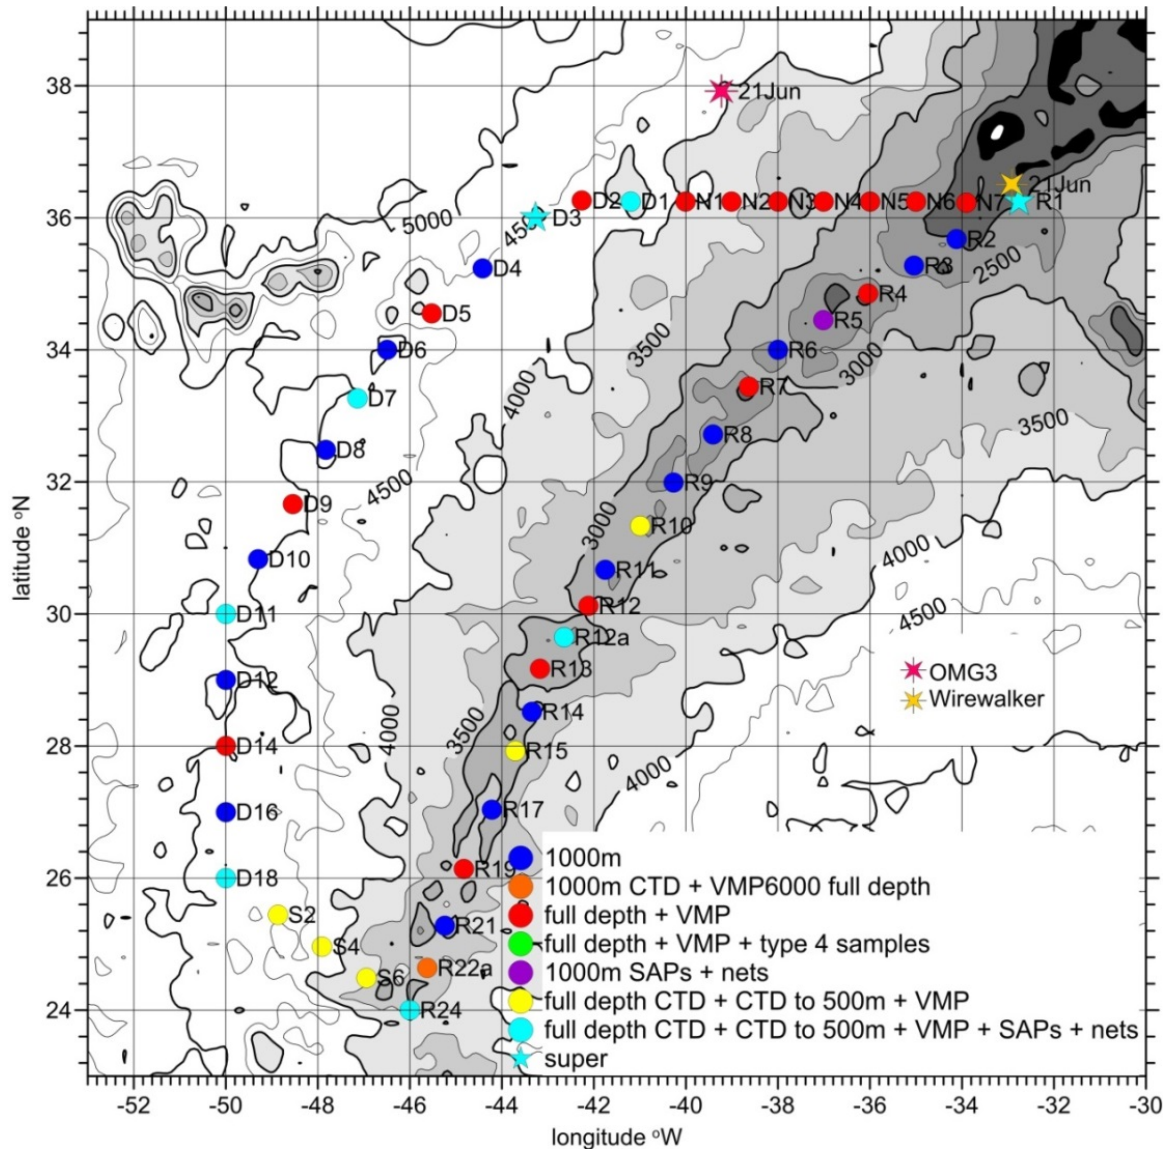 38
36
34
32
30
28
26
24
latitude °N
-52
-50
-48
-46
-44
-42
-40
-38
-36
-34
-32
-30
longitude °W
21Jun
21Jun
D3
D2
D1
N1
N2
N3
N4
N5
N6
N7
R1
R2
R3
R4
R5
R6
R7
R8
R9
R10
R11
R12
R12a
R13
R14
R15
R17
R19
R21
R22a
R24
D4
D5
D6
D7
D8
D9
D10
D11
D12
D14
D16
D18
S2
S4
S6
5000
4500
2500
3500
3000
4000
3500
4500
3000
4000
4500
4000
3500
4000
OMG3
Wirewalker
1000m
1000m CTD + VMP6000 full depth
full depth + VMP
full depth + VMP + type 4 samples
1000m SAPs + nets
full depth CTD + CTD to 500m + VMP
full depth CTD + CTD to 500m + VMP + SAPs + nets
super